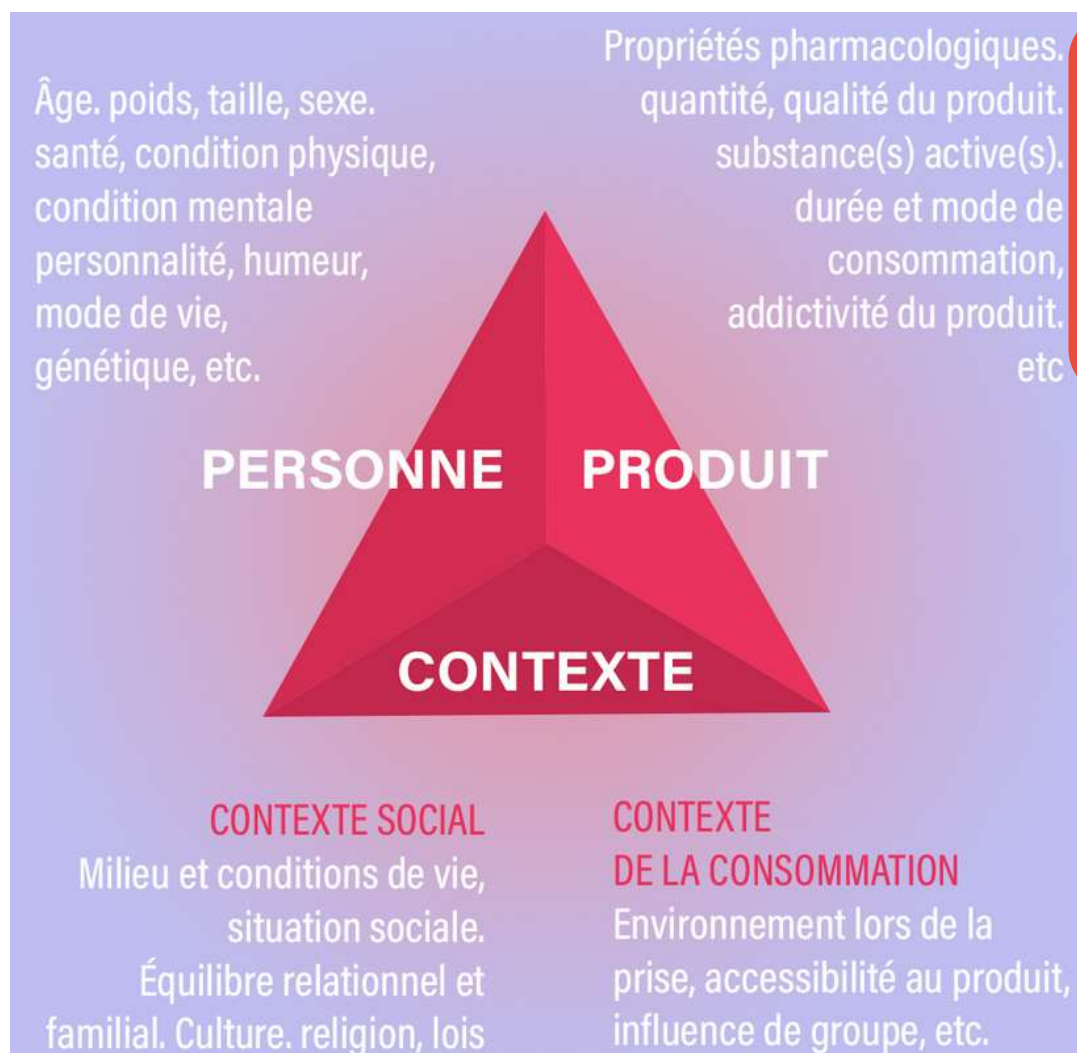 Âge. poids, taille, sexe.
santé, condition physique,
condition mentale
personnalité, humeur,
mode de vie,
génétique, etc.
Propriétés pharmacologiques.
quantité, qualité du produit.
substance(s) active(s).
durée et mode de
consommation,
addictivité du produit.
etc
PERSONNE
PRODUIT
CONTEXTE
CONTEXTE SOCIAL
Milieu et conditions de vie,
situation sociale.
Équilibre relationnel et
familial. Culture. religion, lois
CONTEXTE
DE LA CONSOMMATION
Environnement lors de la
prise, accessibilité au produit,
influence de groupe, etc.